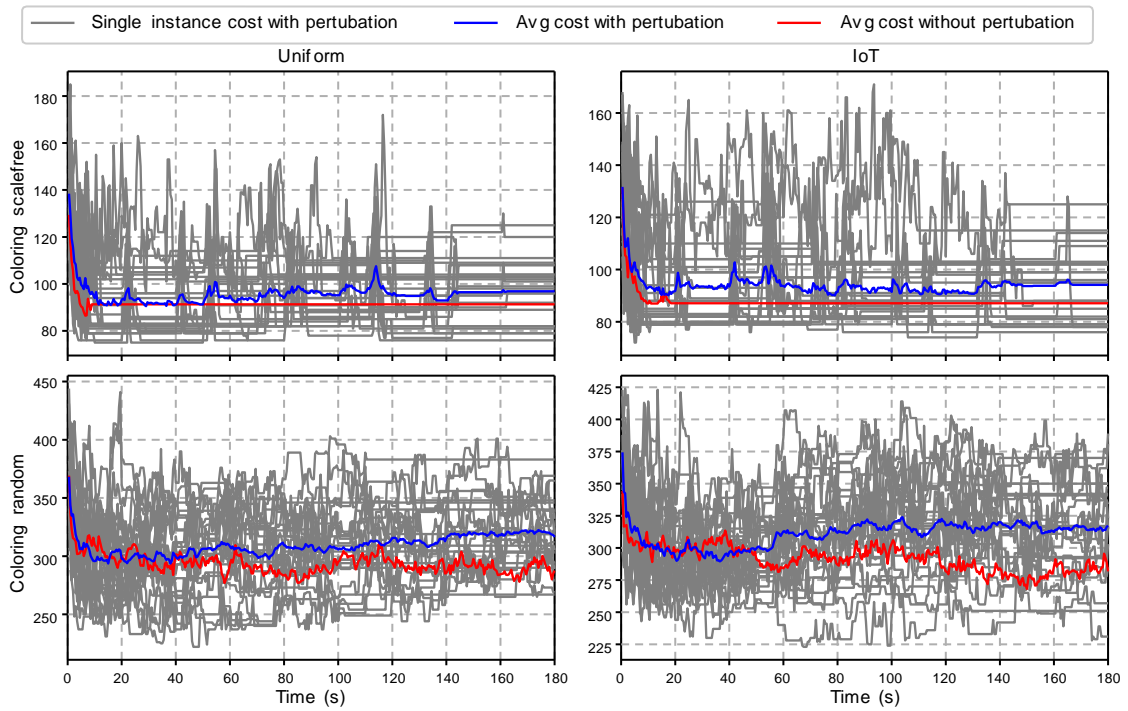 Single instance cost with pertubation Avg cost with pertubation Avg cost without pertubation
Uniform
IoT
Coloring scalefree
180
160
140
120
100
80
160
140
120
100
80
Coloring random
450
400
350
300
250
425
400
375
350
325
300
275
250
225
0 20 40 60 80 100 120 140 160 180
0 20 40 60 80 100 120 140 160 180
Time (s)
Time (s)